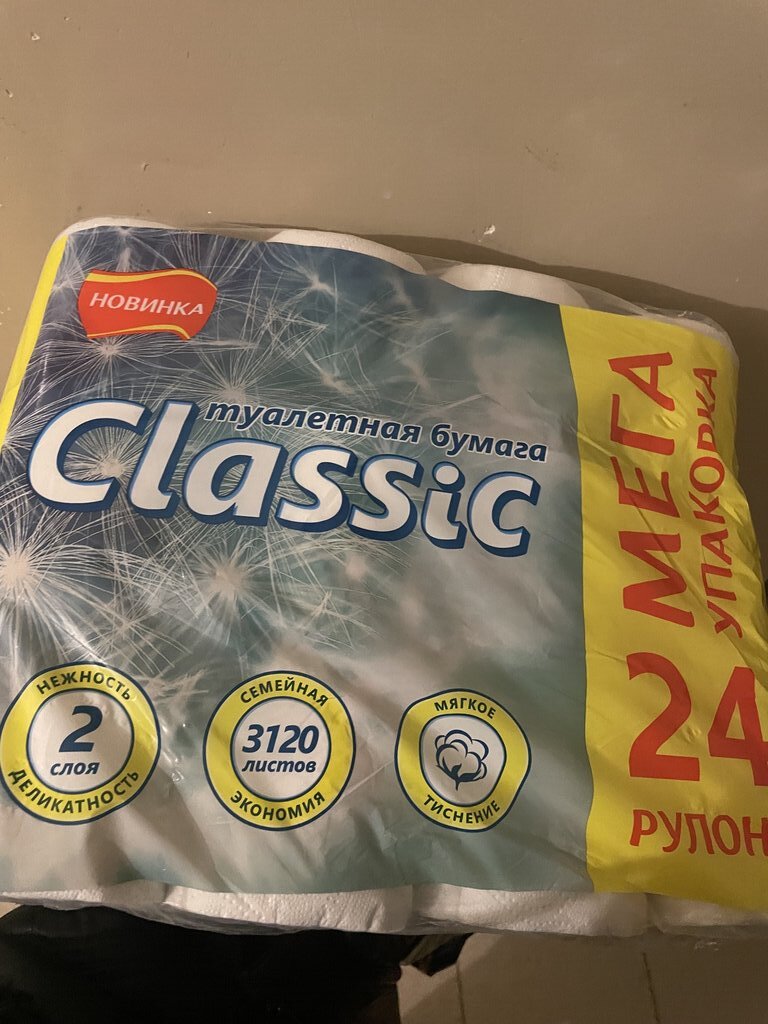 НОВИНКА
туалетная бумага
Classic
НЕЖНОСТЬ
2
слоя
ДЕЛИКАТНОСТЬ
СЕМЕЙНАЯ
3120
листов
ЭКОНОМИЯ
МЯГКОЕ
ТИСНЕНИЕ
МЕГА
УПАКОВКА
24
РУЛОН